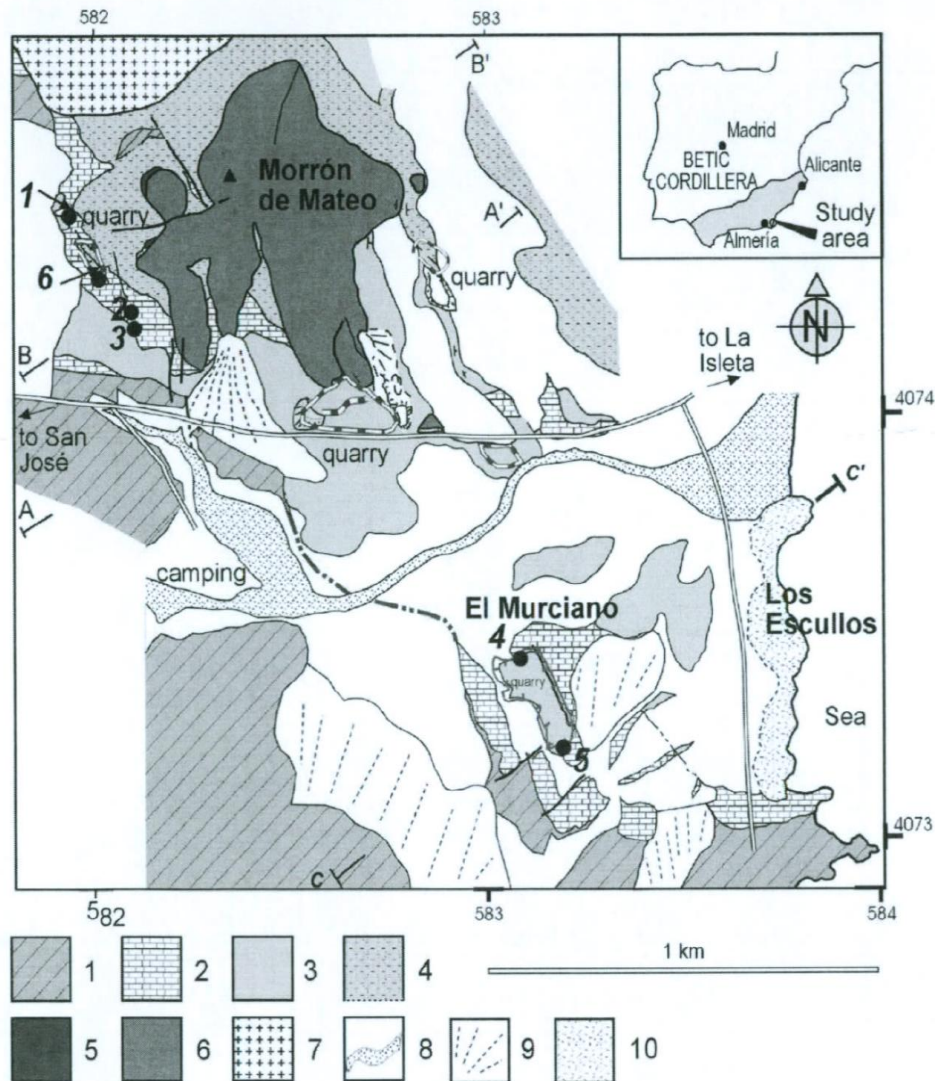 582
583
B'
Madrid
BETIC
CORDILLERA
Alicante
Almería
Study
area
Morrón
de Mateo
1
quarry
A'
6
quarry
2
3
N
B
to La
Isleta
4074
to San
José
quarry
C'
A
camping
El Murciano
Los
Escullos
4
quarry
Sea
5
4073
C
582
583
584
1
2
3
4
1 km
5
6
7
8
9
10